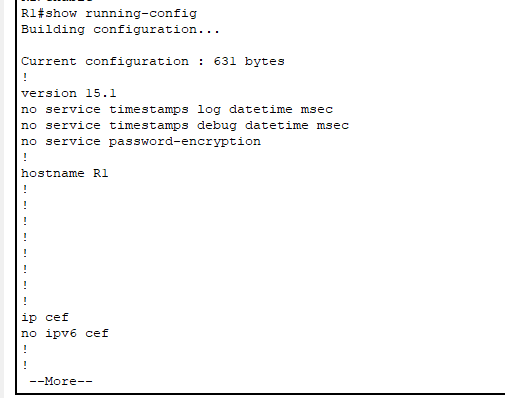 R1#show running-config
Building configuration...
Current configuration : 631 bytes
!
version 15.1
no service timestamps log datetime msec
no service timestamps debug datetime msec
no service password-encryption
!
hostname R1
!
!
!
!
!
!
!
!
ip cef
no ipv6 cef
!
!
--More--